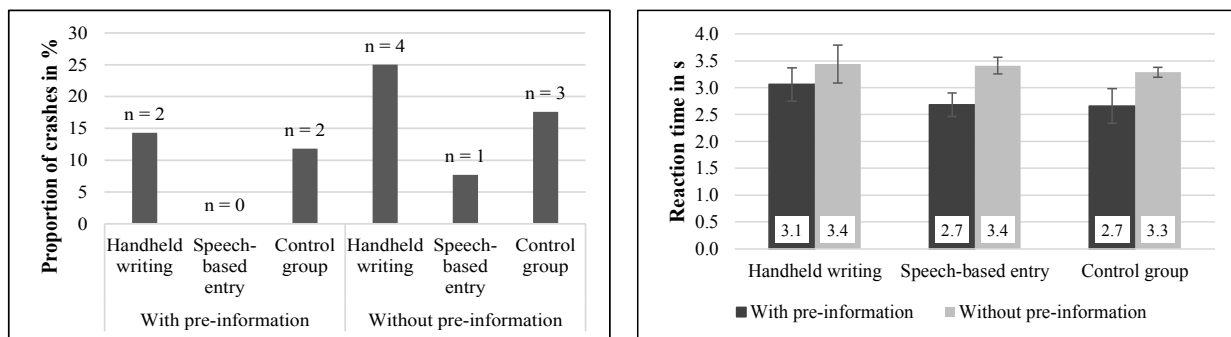 Proportion of crashes in %
30
25
20
15
10
5
0
n = 2
n = 0
n = 2
n = 4
n = 1
n = 3
Handheld writing
Speech-based entry
Control group
Handheld writing
Speech-based entry
Control group
With pre-information
Without pre-information
Reaction time in s
4.0
3.5
3.0
2.5
2.0
1.5
1.0
0.5
0.0
3.1
3.4
2.7
3.4
2.7
3.3
Handheld writing
Speech-based entry
Control group
With pre-information
Without pre-information